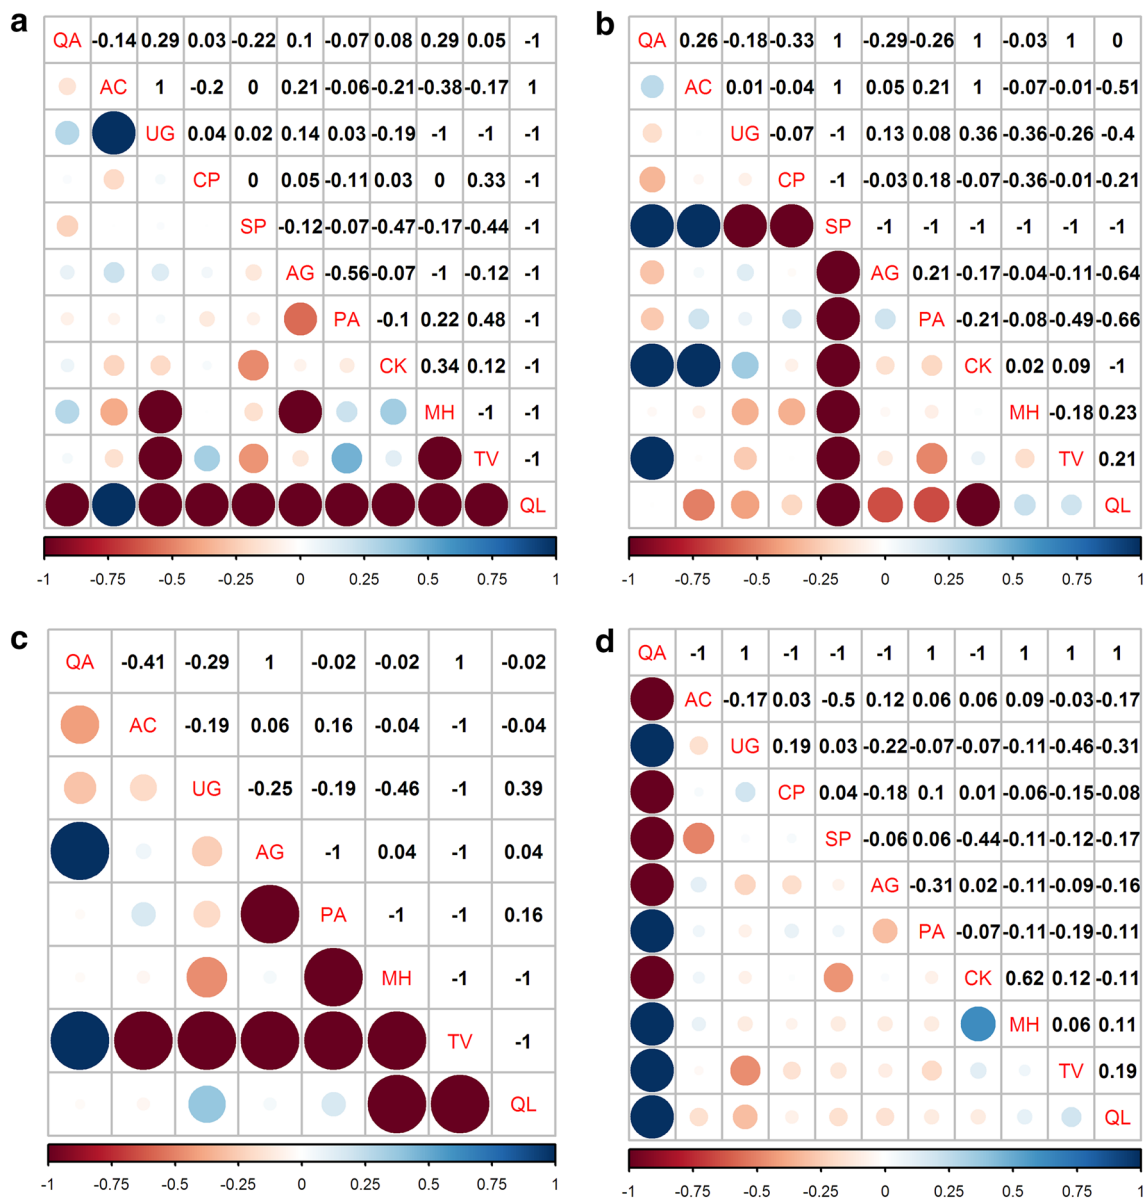 a
QA -0.14 0.29 0.03 -0.22 0.1 -0.07 0.08 0.29 0.05 -1
AC 1 -0.2 0 0.21 -0.06 -0.21 -0.38 -0.17 1
UG 0.04 0.02 0.14 0.03 -0.19 -1 -1 -1
CP 0 0.05 -0.11 0.03 0 0.33 -1
SP -0.12 -0.07 -0.47 -0.17 -0.44 -1
AG -0.56 -0.07 -1 -0.12 -1
PA -0.1 0.22 0.48 -1
CK 0.34 0.12 -1
MH -1 -1
TV -1
QL
-1 -0.75 -0.5 -0.25 0 0.25 0.5 0.75 1
b
QA 0.26 -0.18 -0.33 1 -0.29 -0.26 1 -0.03 1 0
AC 0.01 -0.04 1 0.05 0.21 1 -0.07 -0.01 -0.51
UG -0.07 -1 0.13 0.08 0.36 -0.36 -0.26 -0.4
CP -1 -0.03 0.18 -0.07 -0.36 -0.01 -0.21
SP -1 -1 -1 -1 -1 -1
AG 0.21 -0.17 -0.04 -0.11 -0.64
PA -0.21 -0.08 -0.49 -0.66
CK 0.02 0.09 -1
MH -0.18 0.23
TV 0.21
QL
-1 -0.75 -0.5 -0.25 0 0.25 0.5 0.75 1
c
QA -0.41 -0.29 1 -0.02 -0.02 1 -0.02
AC -0.19 0.06 0.16 -0.04 -1 -0.04
UG -0.25 -0.19 -0.46 -1 0.39
AG -1 0.04 -1 0.04
PA -1 -1 0.16
MH -1 -1
TV -1
QL
-1 -0.75 -0.5 -0.25 0 0.25 0.5 0.75 1
d
QA -1 1 -1 -1 -1 1 -1 1 1 1
AC -0.17 0.03 -0.5 0.12 0.06 0.06 0.09 -0.03 -0.17
UG 0.19 0.03 -0.22 -0.07 -0.07 -0.11 -0.46 -0.31
CP 0.04 -0.18 0.1 0.01 -0.06 -0.15 -0.08
SP -0.06 0.06 -0.44 -0.11 -0.12 -0.17
AG -0.31 0.02 -0.11 -0.09 -0.16
PA -0.07 -0.11 -0.19 -0.11
CK 0.62 0.12 -0.11
MH 0.06 0.11
TV 0.19
QL
-1 -0.75 -0.5 -0.25 0 0.25 0.5 0.75 1